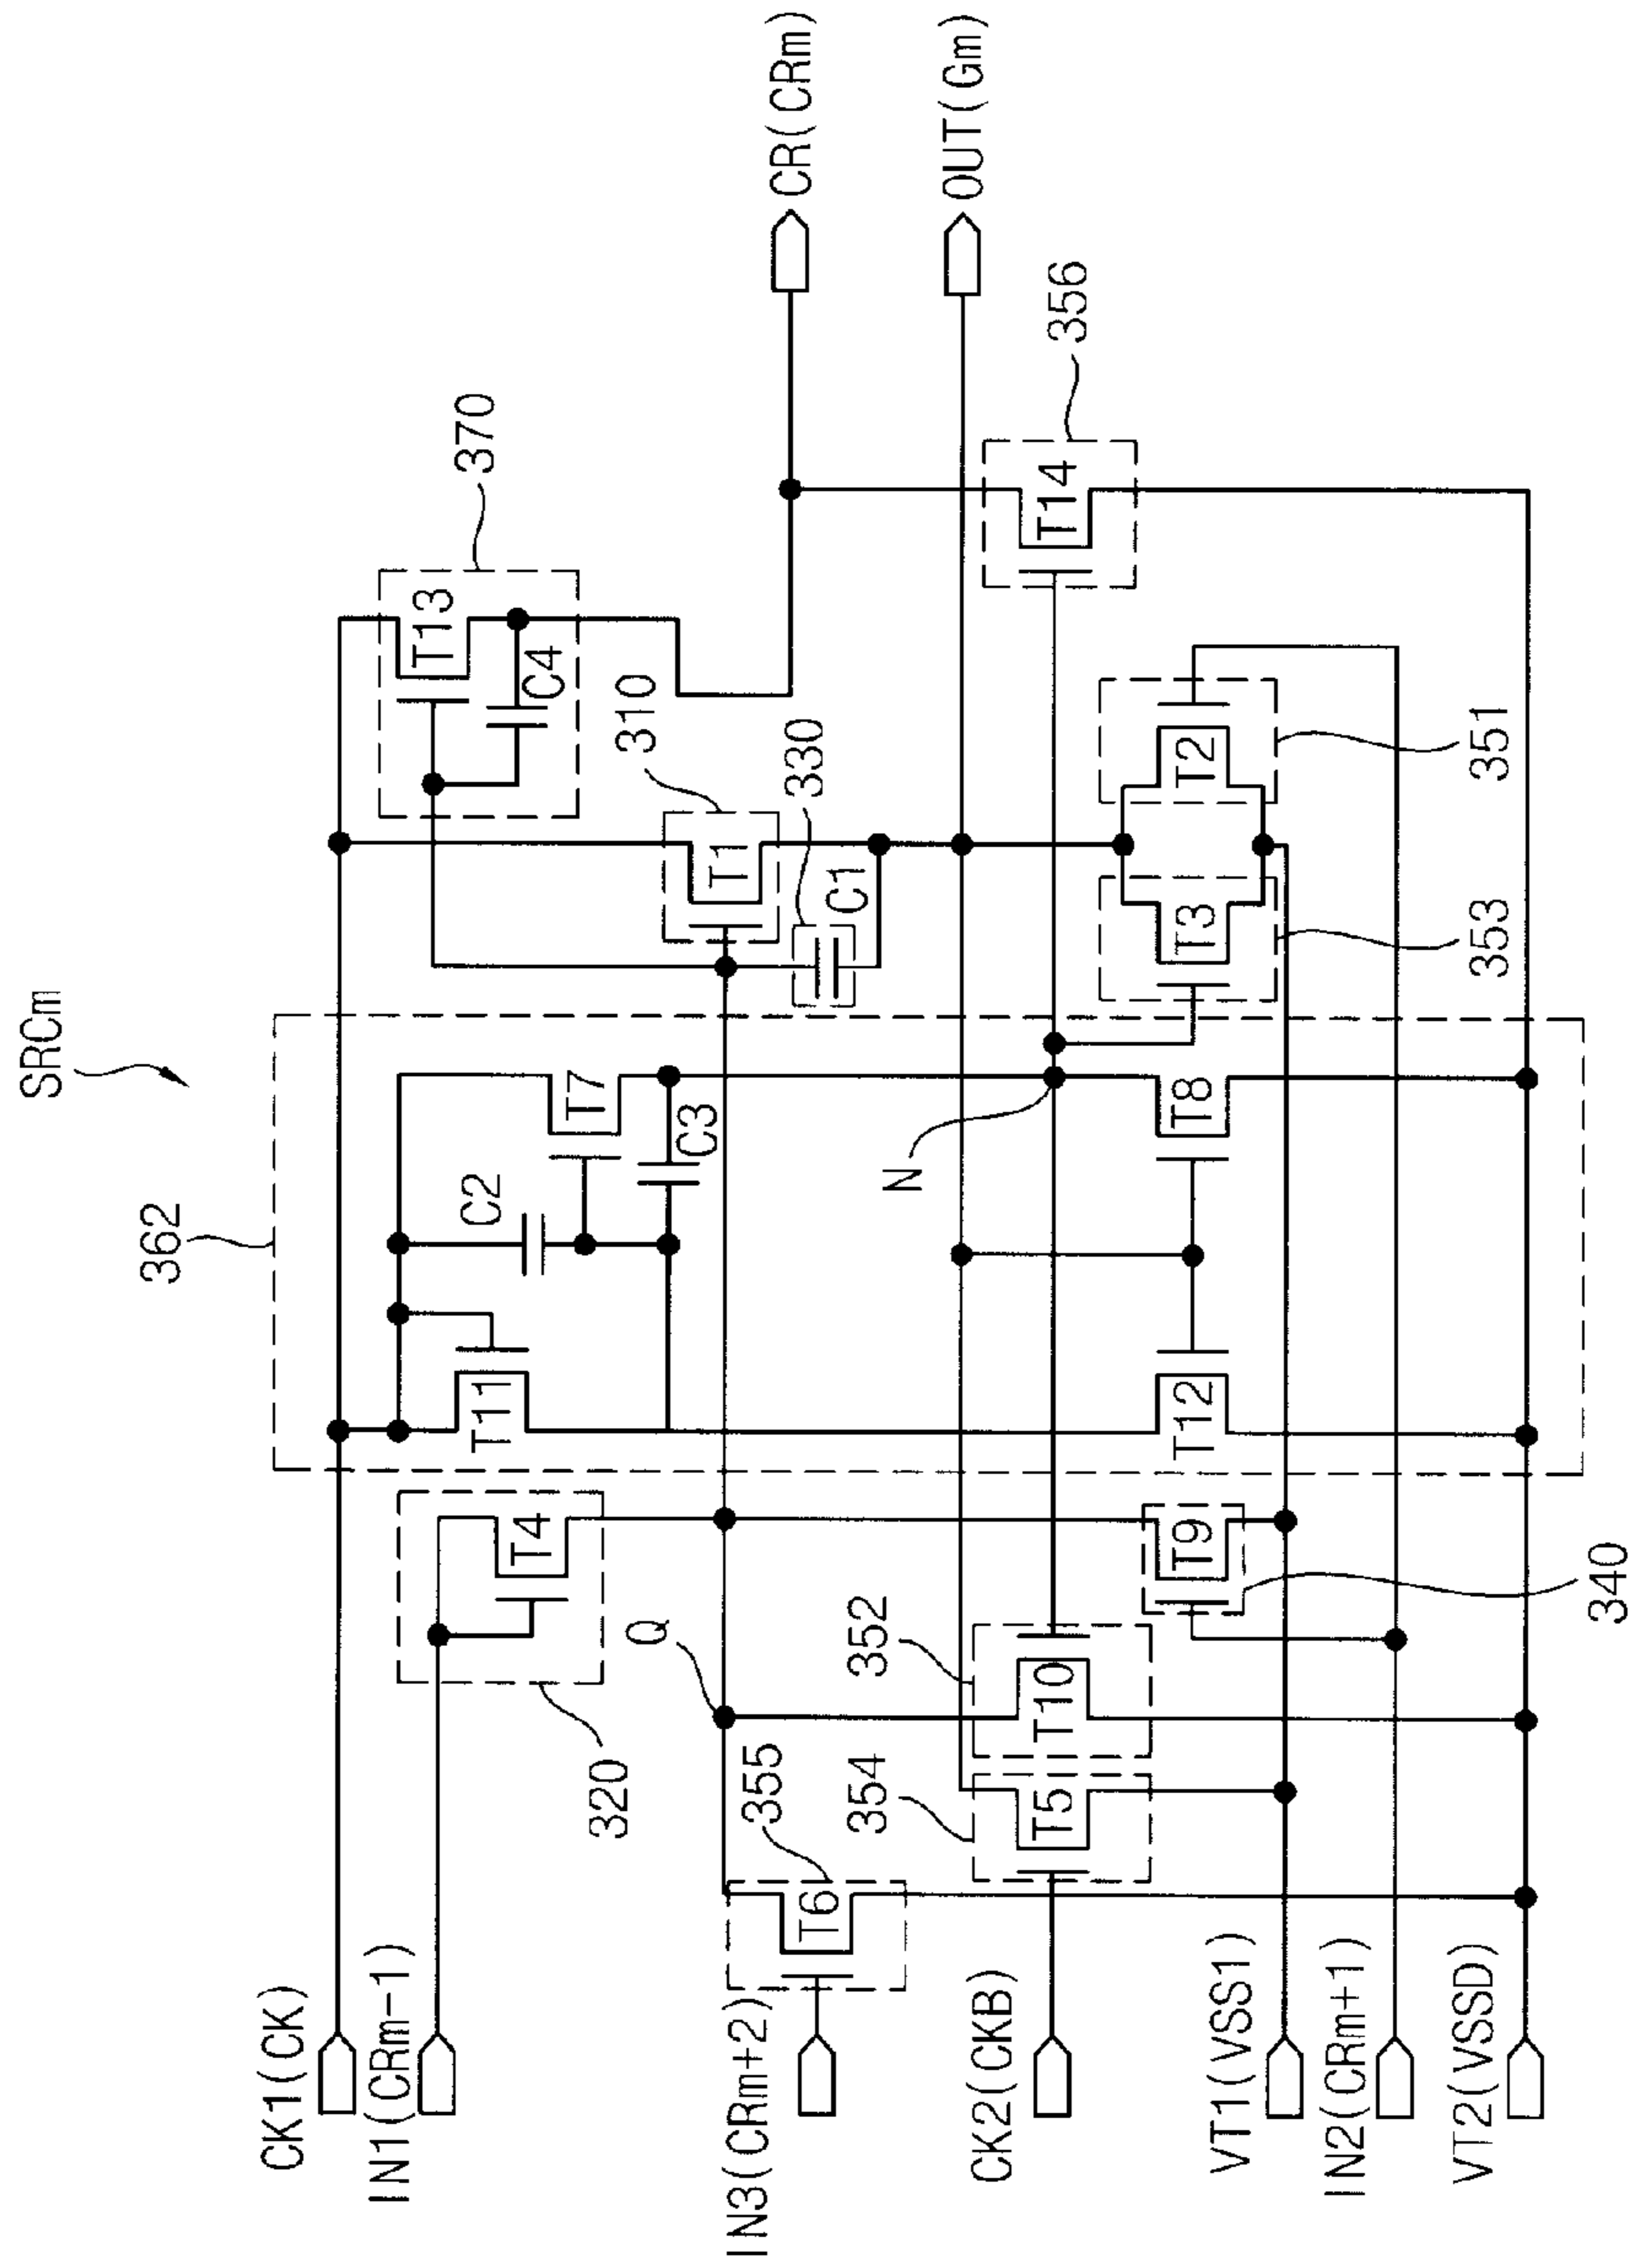 SRCm
362
370
CK1(CK)
IN1(CRm-1)
320
T4
T11
C2
T7
C3
T13
C4
310
T1
330
C1
CR(CRm)
Q
355
T6
IN3(CRm+2)
352
354
N
OUT(Gm)
T10
T5
CK2(CKB)
T14
356
T9
340
T12
T8
T3
T2
353
351
VT1(VSS1)
IN2(CRm+1)
VT2(VSSD)